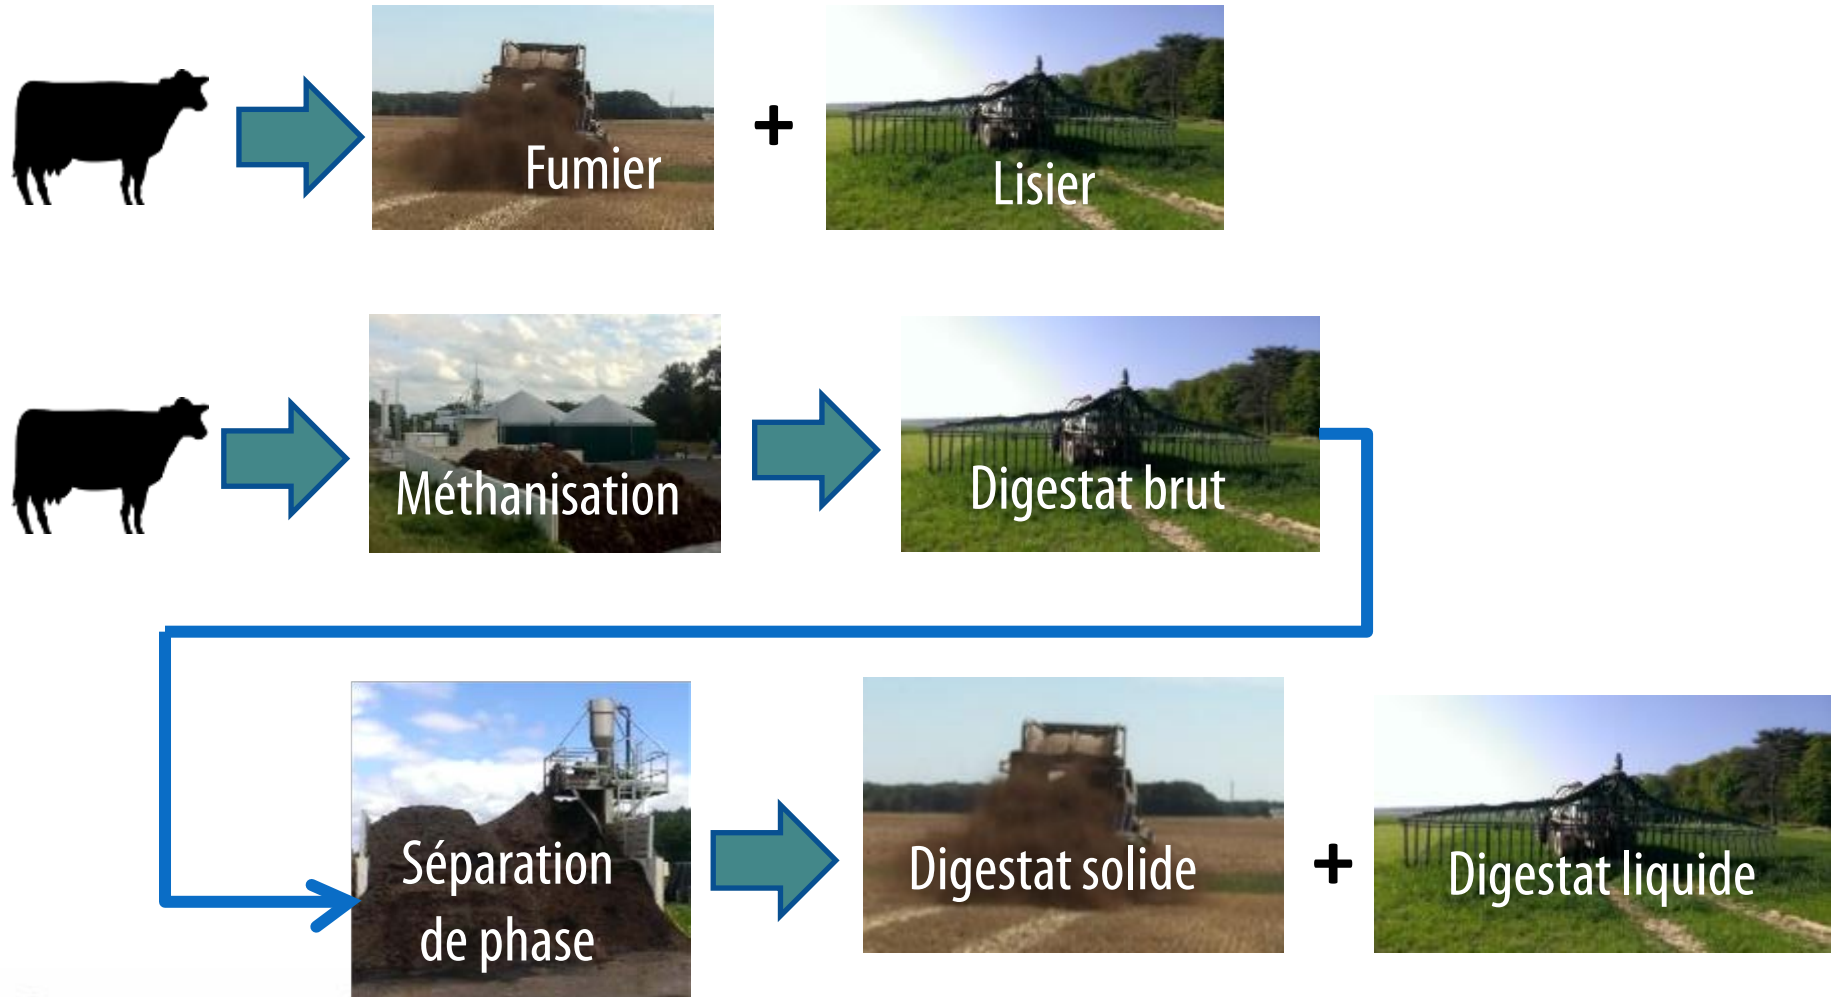 Fumier
+
Lisier
Méthanisation
Digestat brut
Séparation
de phase
Digestat solide
+
Digestat liquide